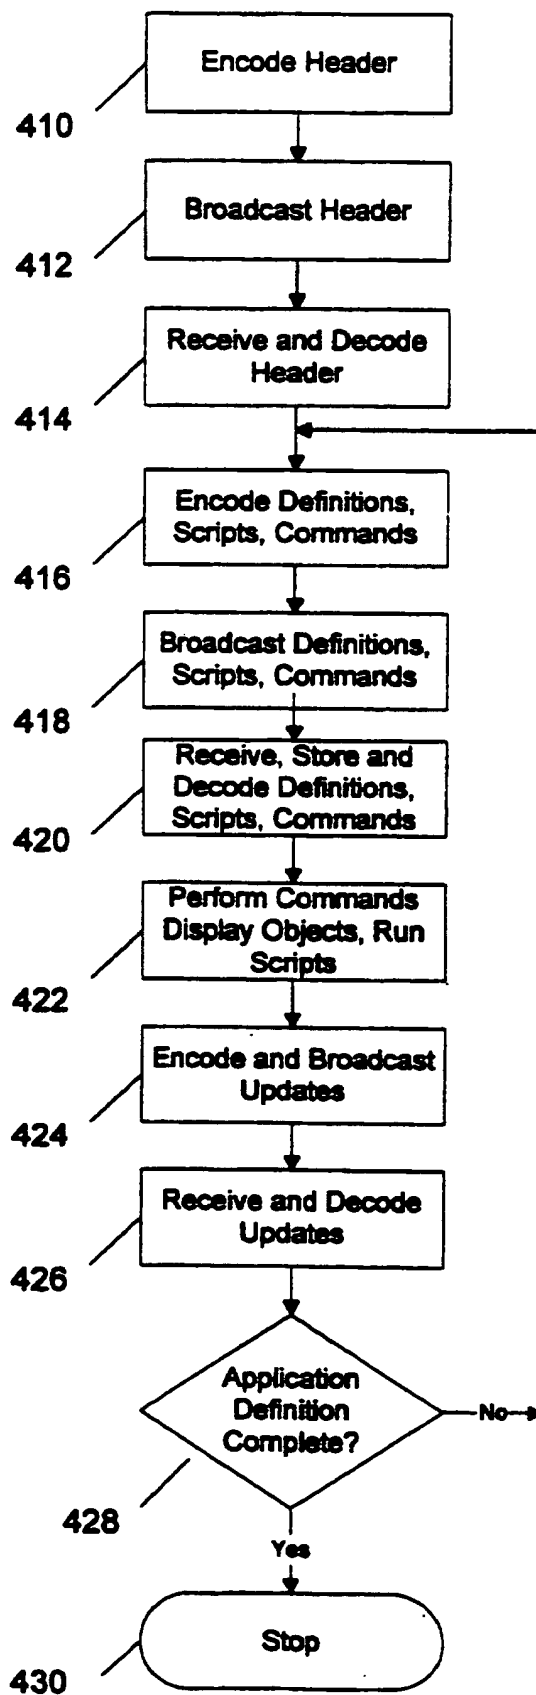 Encode Header
410
Broadcast Header
412
Receive and Decode
Header
414
Encode Definitions,
Scripts, Commands
416
Broadcast Definitions,
Scripts, Commands
418
Receive, Store and
Decode Definitions,
Scripts, Commands
420
Perform Commands
Display Objects, Run
Scripts
422
Encode and Broadcast
Updates
424
Receive and Decode
Updates
426
Application
Definition
Complete?
No
428
Yes
Stop
430